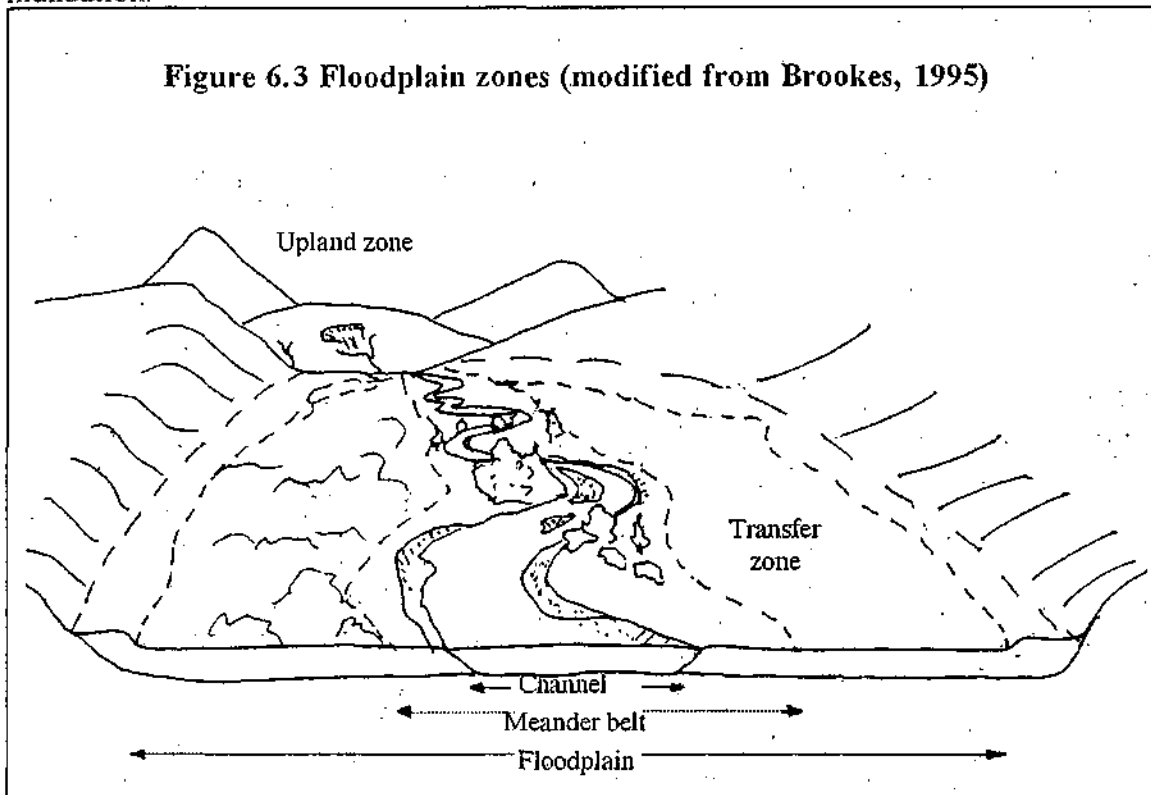 Figure 6.3 Floodplain zones (modified from Brookes, 1995)
Upland zone
Transfer
zone
Channel
Meander belt
Floodplain